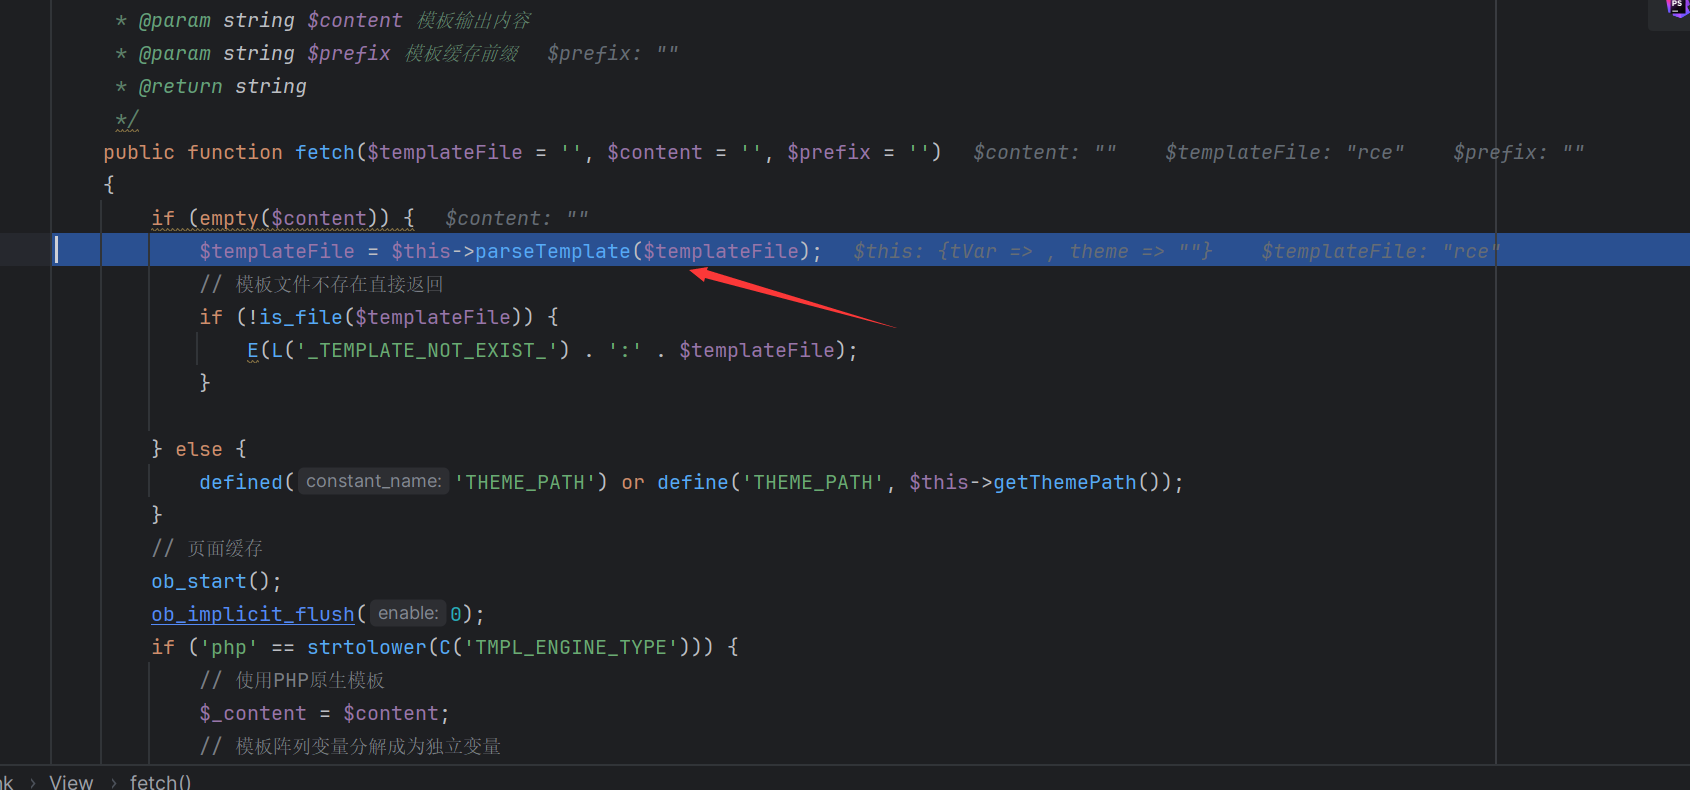 * @param string $content 模板输出内容
* @param string $prefix 模板缓存前缀 $prefix: ""
* @return string
*/
public function fetch($templateFile = '', $content = '', $prefix = '') $content: "" $templateFile: "rce" $prefix: ""
{
if (empty($content)) { $content: ""
$templateFile = $this->parseTemplate($templateFile); $this: {tVar => , theme => ""} $templateFile: "rce"
// 模板文件不存在直接返回
if (!is_file($templateFile)) {
E(L('_TEMPLATE_NOT_EXIST_') . ':' . $templateFile);
}
} else {
defined( constant_name: 'THEME_PATH') or define('THEME_PATH', $this->getThemePath());
}
// 页面缓存
ob_start();
ob_implicit_flush( enable: 0);
if ('php' == strtolower(C('TMPL_ENGINE_TYPE'))) {
// 使用PHP原生模板
$_content = $content;
// 模板阵列变量分解成为独立变量
nk › View › fetch()
PS